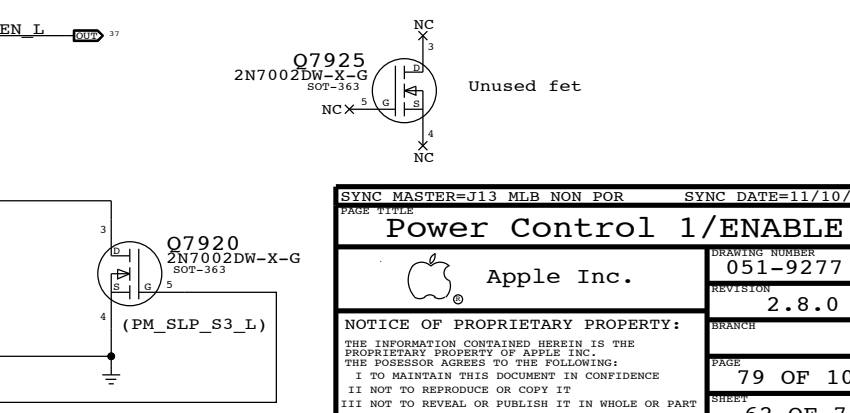 EN_L
OUT
37
NC
3
Q7925
2N7002DW-X-G
SOT-363
D
NC
5
G
S
4
NC
Unused fet
3
Q7920
2N7002DW-X-G
SOT-363
D
S
G
5
4
(PM_SLP_S3_L)
SYNC MASTER=J13 MLB NON POR
SYNC DATE=11/10/
PAGE TITLE
Power Control 1/ENABLE
Apple Inc.
®
DRAWING NUMBER
051-9277
REVISION
2.8.0
BRANCH
NOTICE OF PROPRIETARY PROPERTY:
THE INFORMATION CONTAINED HEREIN IS THE
PROPRIETARY PROPERTY OF APPLE INC.
THE POSESSOR AGREES TO THE FOLLOWING:
I TO MAINTAIN THIS DOCUMENT IN CONFIDENCE
II NOT TO REPRODUCE OR COPY IT
III NOT TO REVEAL OR PUBLISH IT IN WHOLE OR PART
PAGE
79 OF 10
SHEET